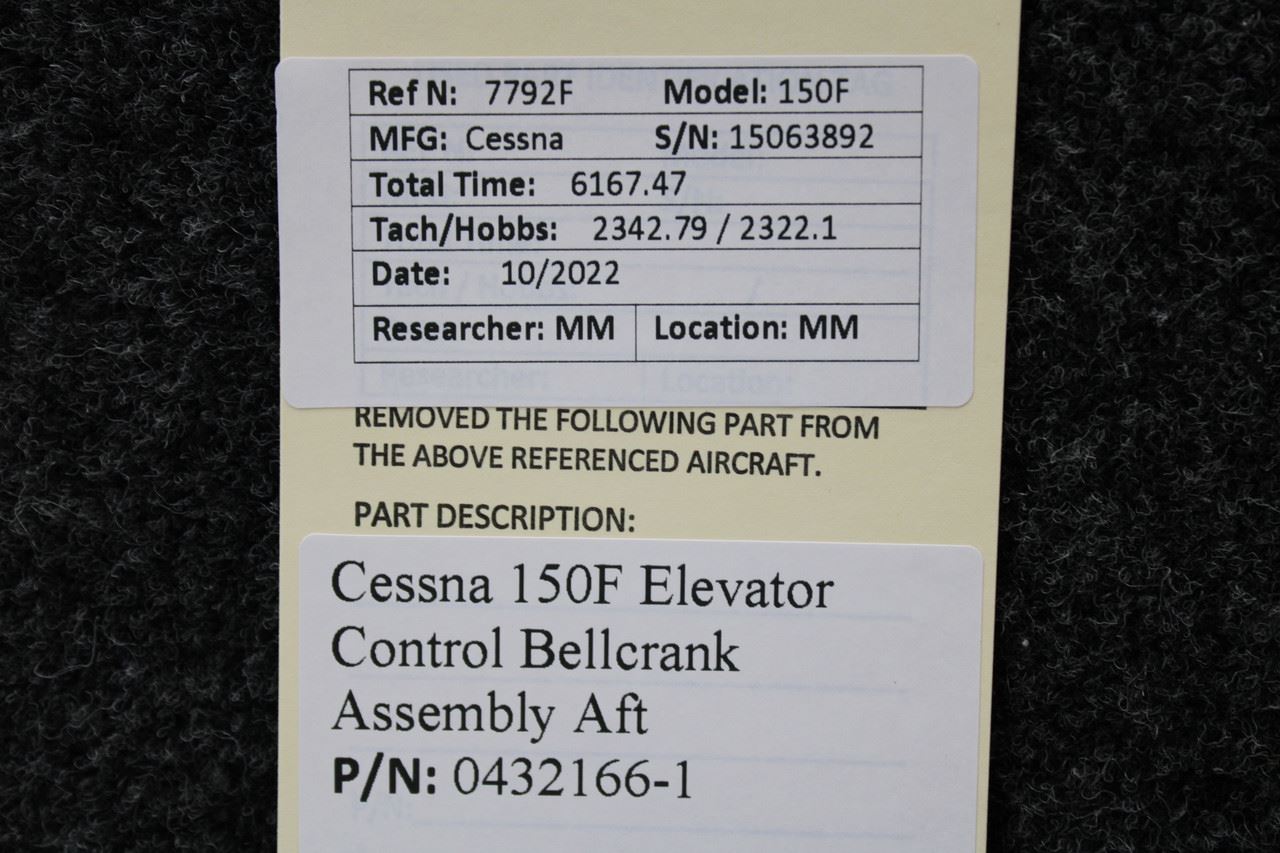 Ref N: 7792F Model: 150F
MFG: Cessna S/N: 15063892
Total Time: 6167.47
Tach/Hobbs: 2342.79 / 2322.1
Date: 10/2022
Researcher: MM Location: MM
Researcher: Location:
REMOVED THE FOLLOWING PART FROM
THE ABOVE REFERENCED AIRCRAFT.
PART DESCRIPTION:
Cessna 150F Elevator
Control Bellcrank
Assembly Aft
P/N: 0432166-1
P/N: